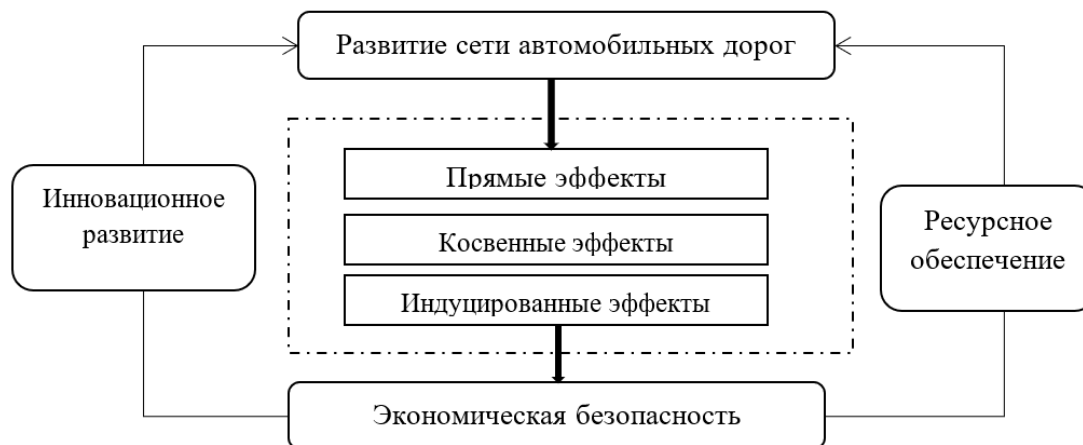 Развитие сети автомобильных дорог
Прямые эффекты
Инновационное
развитие
Косвенные эффекты
Ресурсное
обеспечение
Индуцированные эффекты
Экономическая безопасность